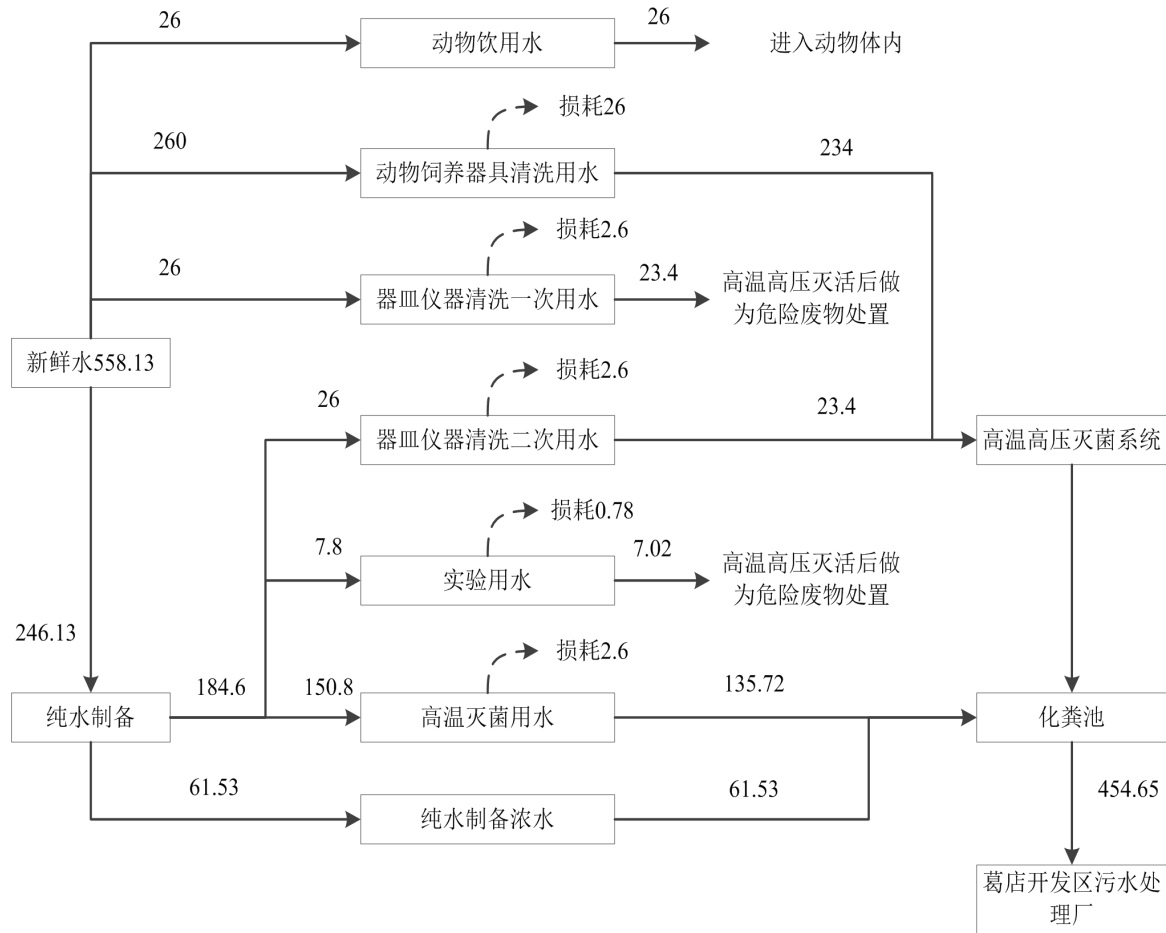 26
动物饮用水
26
进入动物体内
损耗26
260
动物饲养器具清洗用水
234
损耗2.6
26
器皿仪器清洗一次用水
23.4
高温高压灭活后做
为危险废物处置
新鲜水558.13
损耗2.6
26
器皿仪器清洗二次用水
23.4
高温高压灭菌系统
损耗0.78
7.8
实验用水
7.02
高温高压灭活后做
为危险废物处置
246.13
损耗2.6
纯水制备
184.6
150.8
高温灭菌用水
135.72
化粪池
61.53
纯水制备浓水
61.53
454.65
葛店开发区污水处
理厂